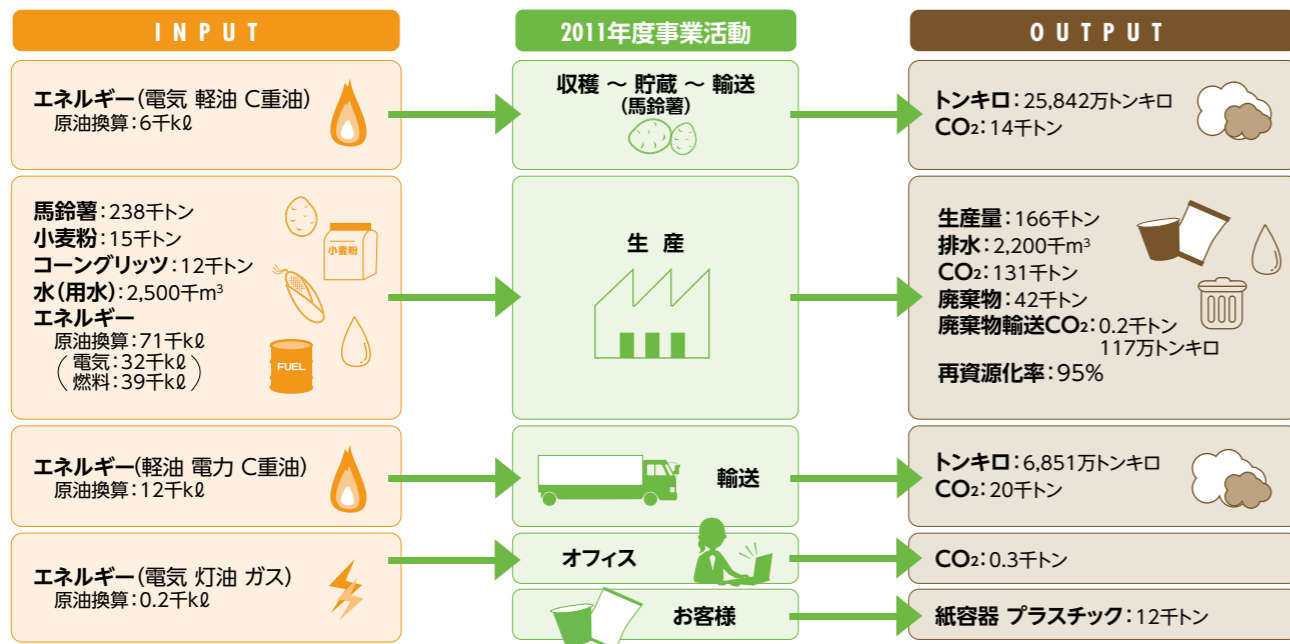 INPUT
2011年度事業活動
OUTPUT
エネルギー(電気 軽油 C重油)
原油換算:6千kℓ
収穫 ～ 貯蔵 ～ 輸送
(馬鈴薯)
トンキロ:25,842万トンキロ
CO₂:14千トン
馬鈴薯:238千トン
小麦粉:15千トン
コーングリッツ:12千トン
水(用水):2,500千m³
エネルギー
原油換算:71千kℓ
(電気:32千kℓ
燃料:39千kℓ)
小麦粉
FUEL
生 産
生産量:166千トン
排水:2,200千m³
CO₂:131千トン
廃棄物:42千トン
廃棄物輸送CO₂:0.2千トン
117万トンキロ
再資源化率:95%
エネルギー(軽油 電力 C重油)
原油換算:12千kℓ
輸送
トンキロ:6,851万トンキロ
CO₂:20千トン
エネルギー(電気 灯油 ガス)
原油換算:0.2千kℓ
オフィス
CO₂:0.3千トン
お客様
紙容器 プラスチック:12千トン